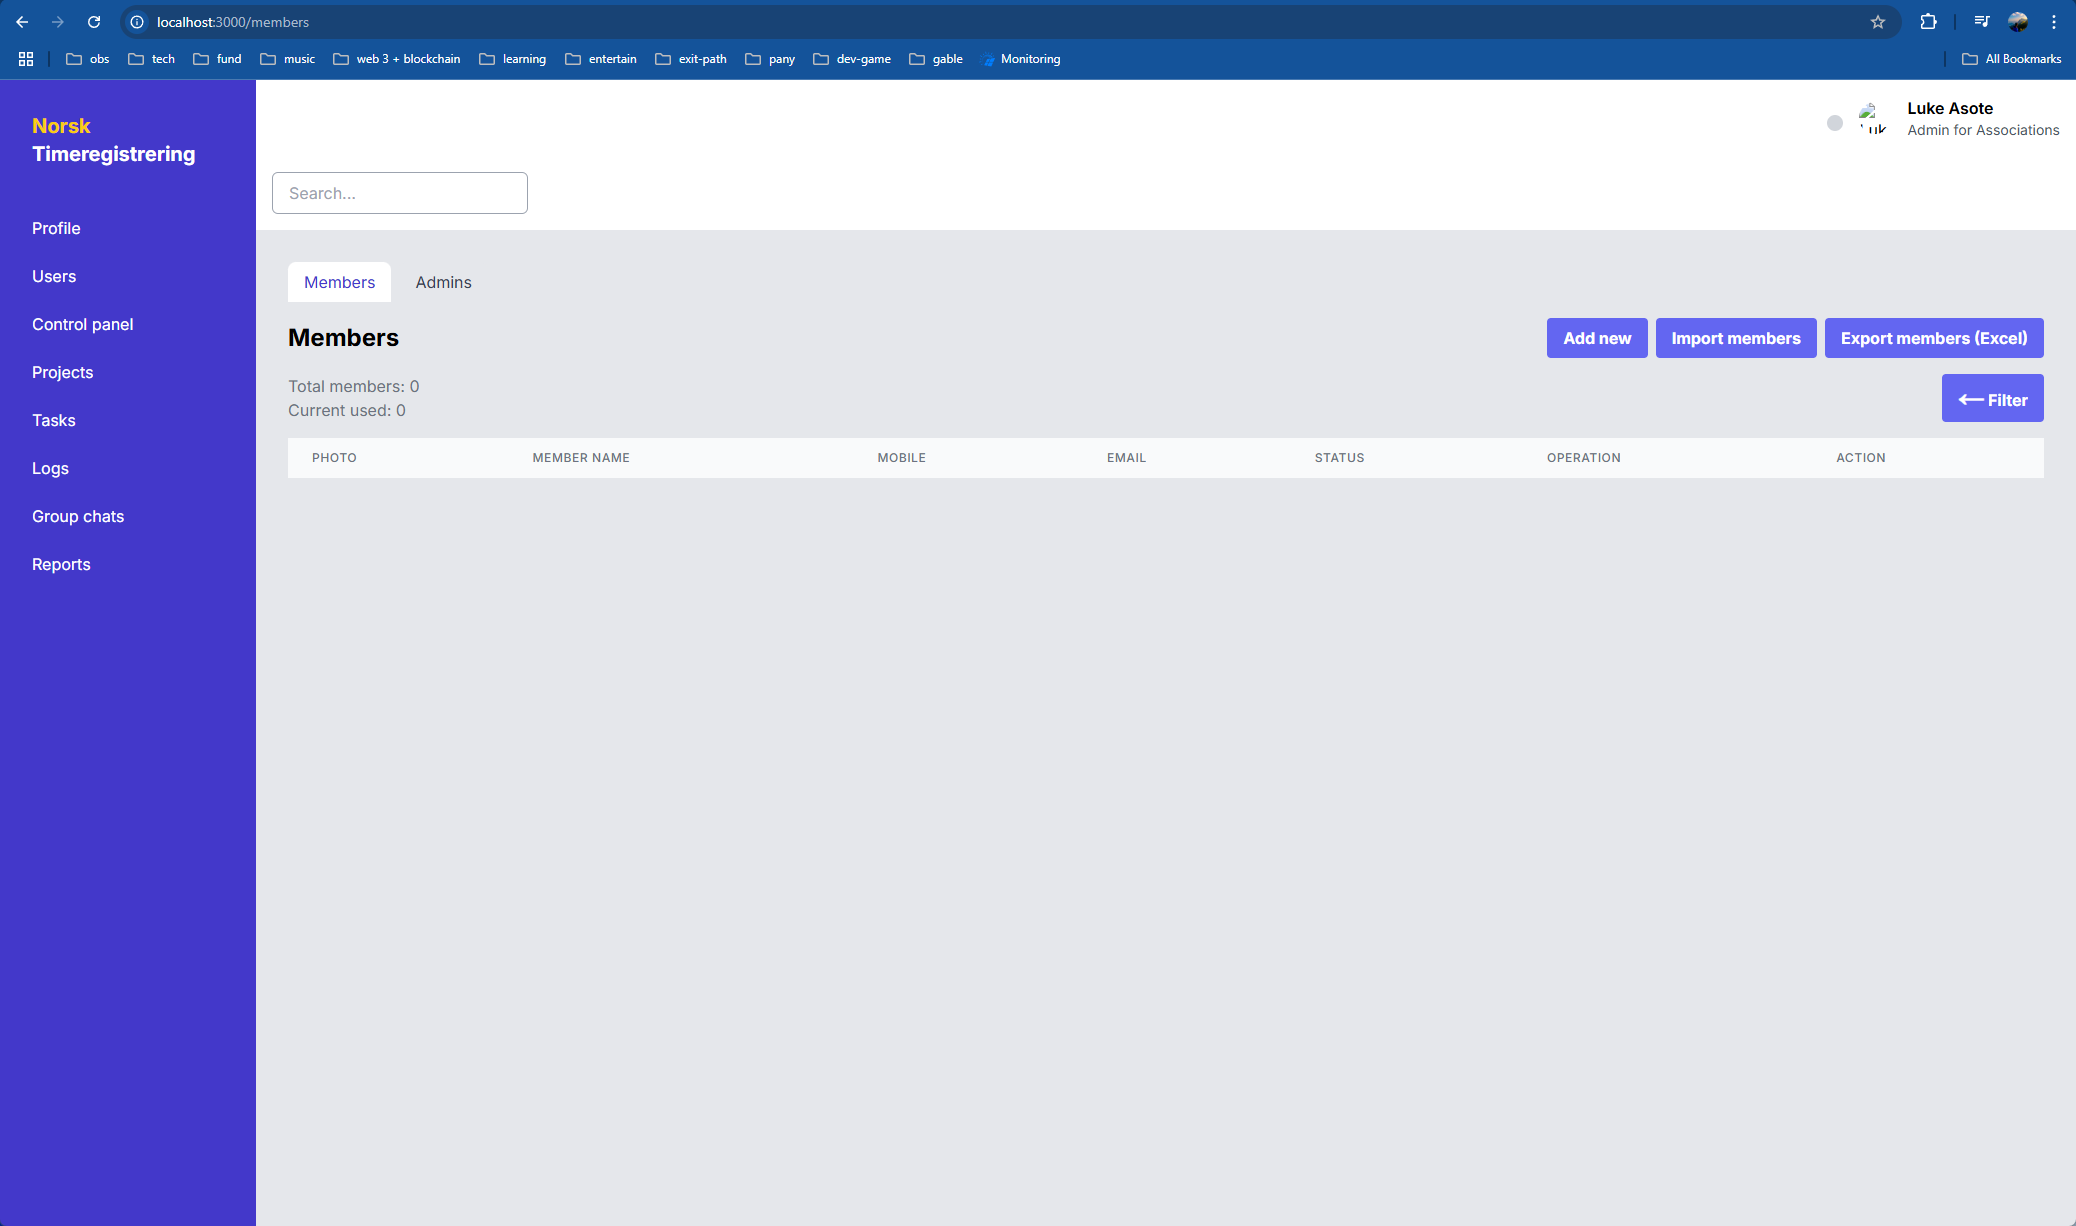 localhost:3000/members
obs tech fund music web 3 + blockchain learning entertain exit-path pany dev-game gable Monitoring All Bookmarks
Norsk
Timeregistrering
Profile
Users
Control panel
Projects
Tasks
Logs
Group chats
Reports
Luke Asote
Admin for Associations
Search...
Members Admins
Members
Add new Import members Export members (Excel)
Total members: 0
Current used: 0
Filter
PHOTO MEMBER NAME MOBILE EMAIL STATUS OPERATION ACTION